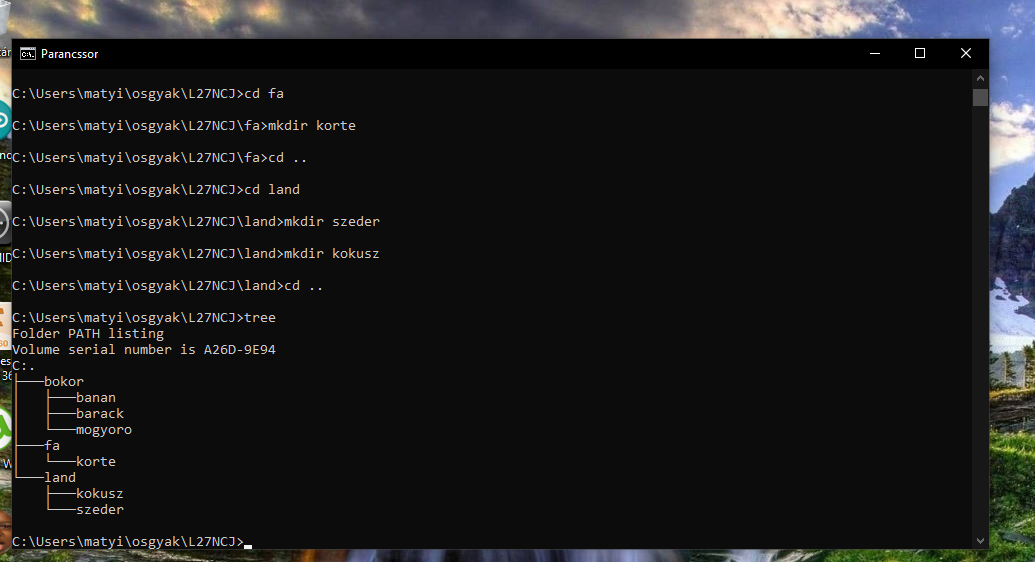 Parancssor
C:\Users\matyi\osgyak\L27NCJ>cd fa
C:\Users\matyi\osgyak\L27NCJ\fa>mkdir korte
C:\Users\matyi\osgyak\L27NCJ\fa>cd ..
C:\Users\matyi\osgyak\L27NCJ>cd land
C:\Users\matyi\osgyak\L27NCJ\land>mkdir szeder
C:\Users\matyi\osgyak\L27NCJ\land>mkdir kokusz
C:\Users\matyi\osgyak\L27NCJ\land>cd ..
C:\Users\matyi\osgyak\L27NCJ>tree
Folder PATH listing
Volume serial number is A26D-9E94
C:.
├───bokor
│   ├───banan
│   ├───barack
│   └───mogyoro
├───fa
│   └───korte
└───land
    ├───kokusz
    └───szeder
C:\Users\matyi\osgyak\L27NCJ>